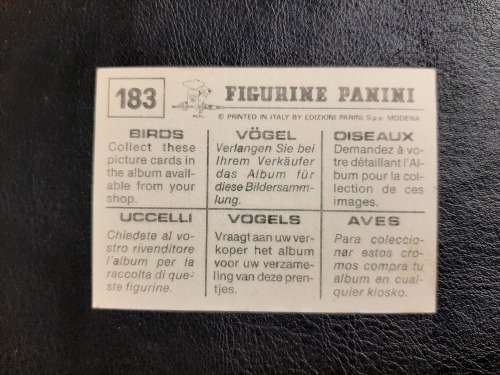 183
FIGURINE PANINI
© PRINTED IN ITALY BY EDIZIONI PANINI S.p.A. MODENA
BIRDS
Collect these
picture cards in
the album avail-
able from your
shop.
VÖGEL
Verlangen Sie bei
Ihrem Verkäufer
das Album für
diese Bildersamm-
lung.
OISEAUX
Demandez à vo-
tre détaillant l'Al-
bum pour la col-
lection de ces
images.
UCCELLI
Chiedete al vo-
stro rivenditore
l'album per la
raccolta di que-
ste figurine.
VOGELS
Vraagt aan uw ver-
koper het album
voor uw verzame-
ling van deze pren-
tjes.
AVES
Para coleccio-
nar estos cro-
mos compra tu
album en cual-
quier kiosko.